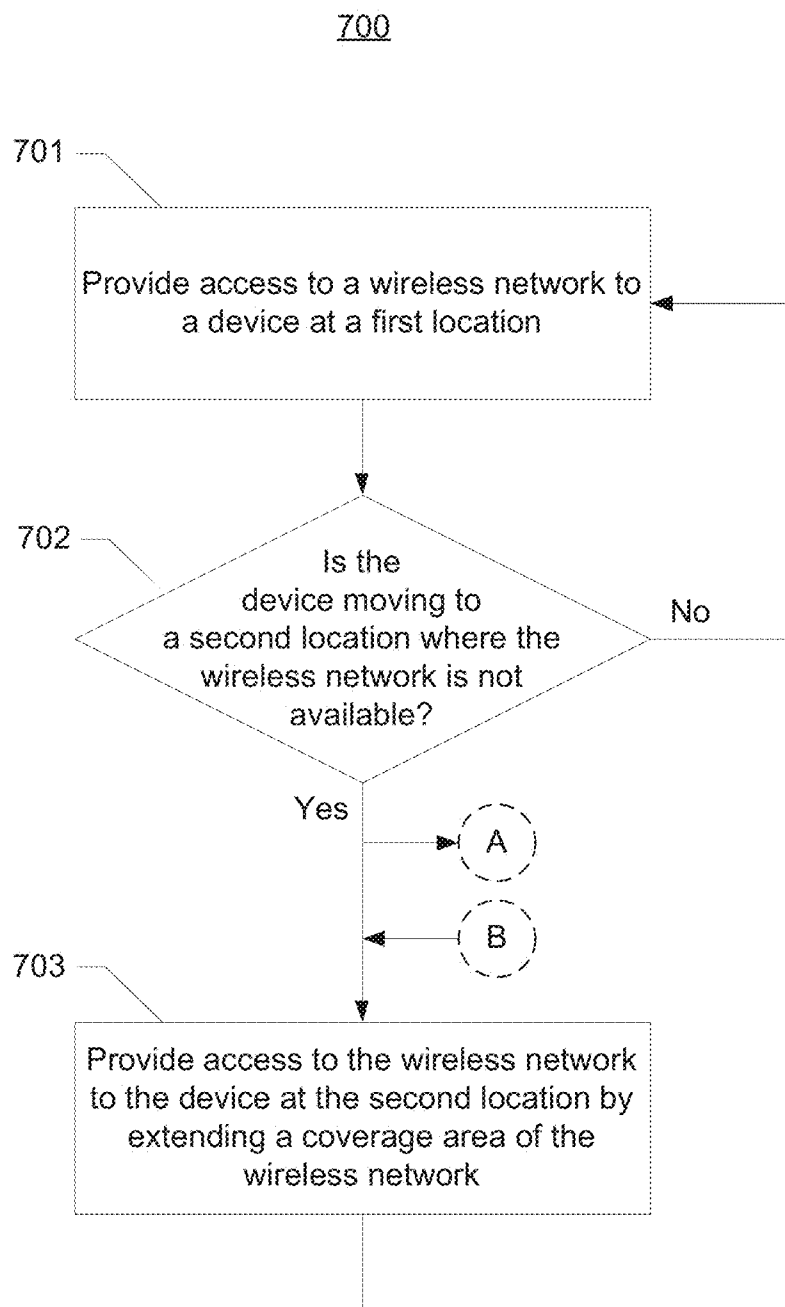 700
701
Provide access to a wireless network to
a device at a first location
702
Is the
device moving to
a second location where the
wireless network is not
available?
No
Yes
A
B
703
Provide access to the wireless network
to the device at the second location by
extending a coverage area of the
wireless network